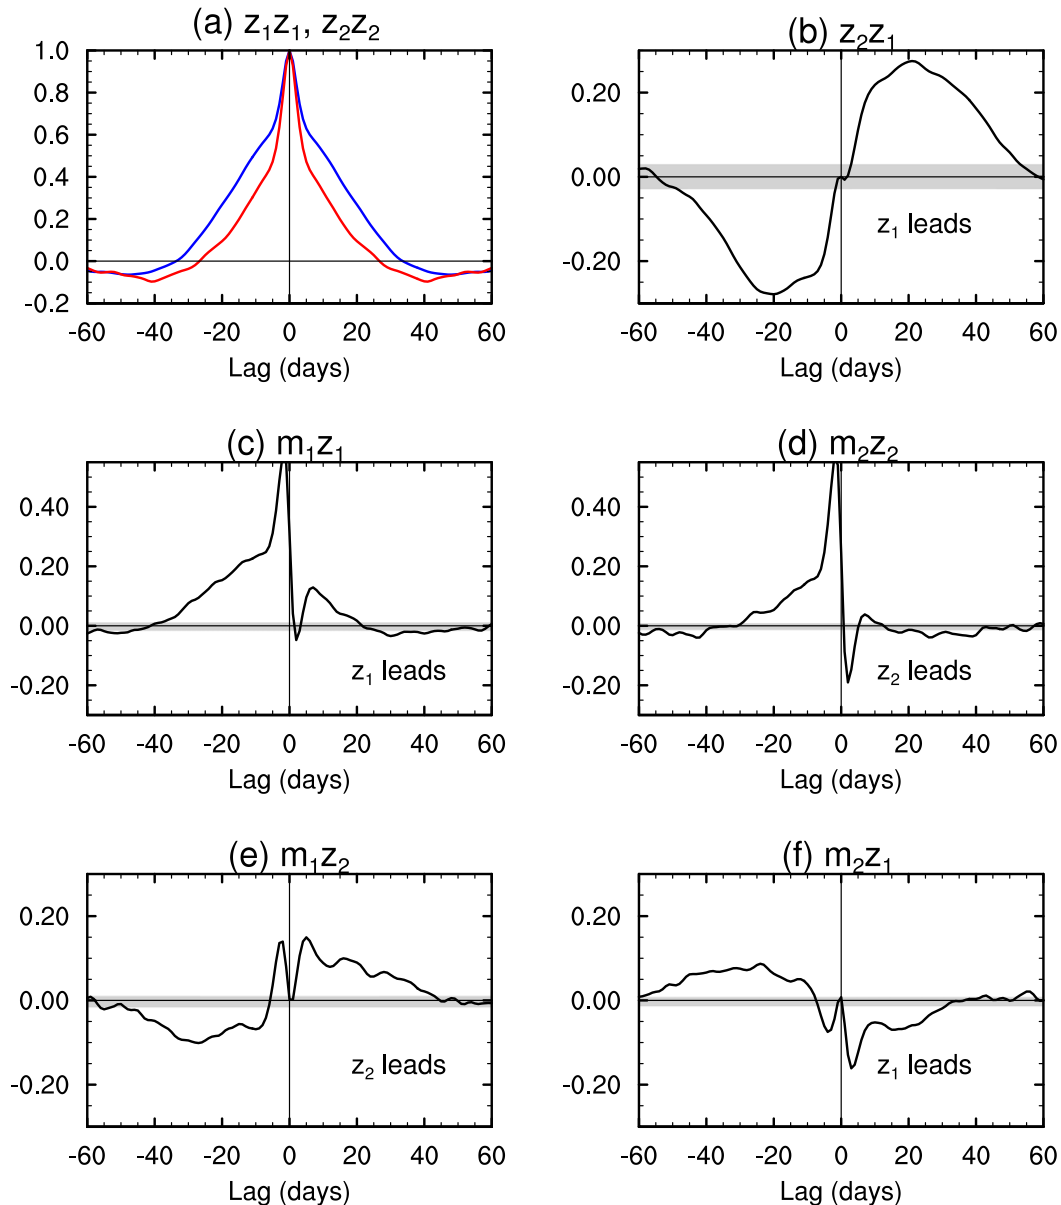 (a) z₁z₁, z₂z₂
1.0
0.8
0.6
0.4
0.2
0.0
-0.2
-60 -40 -20 0 20 40 60
Lag (days)
(b) z₂z₁
0.20
0.00
-0.20
z₁ leads
-60 -40 -20 0 20 40 60
Lag (days)
(c) m₁z₁
0.40
0.20
0.00
-0.20
z₁ leads
-60 -40 -20 0 20 40 60
Lag (days)
(d) m₂z₂
0.40
0.20
0.00
-0.20
z₂ leads
-60 -40 -20 0 20 40 60
Lag (days)
(e) m₁z₂
0.20
0.00
-0.20
z₂ leads
-60 -40 -20 0 20 40 60
Lag (days)
(f) m₂z₁
0.20
0.00
-0.20
z₁ leads
-60 -40 -20 0 20 40 60
Lag (days)